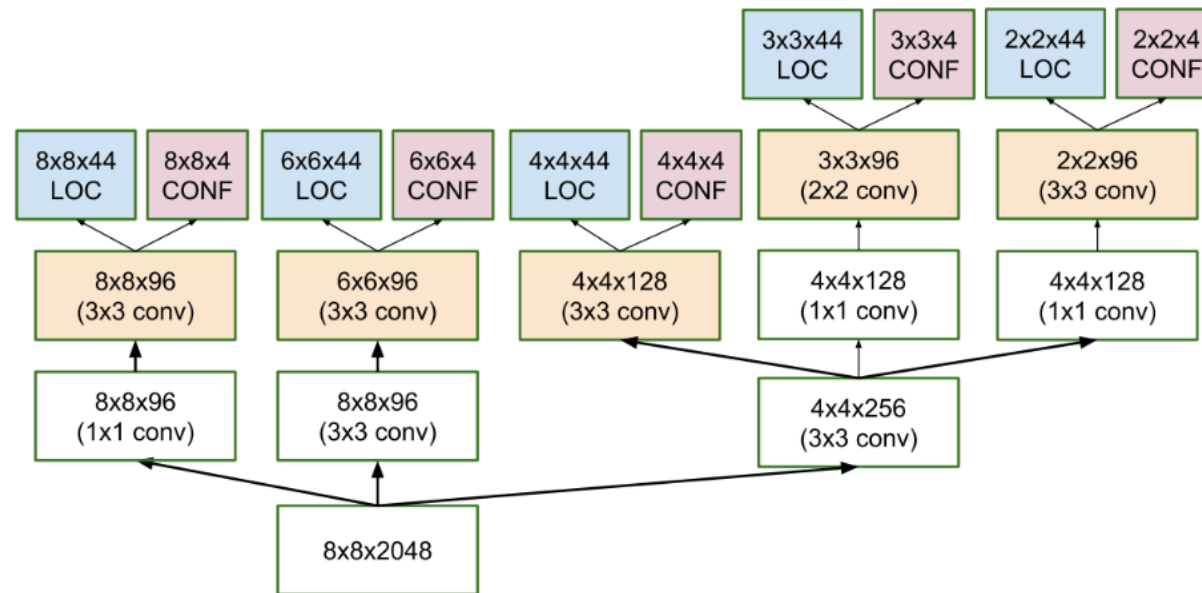 3x3x44
LOC
3x3x4
CONF
2x2x44
LOC
2x2x4
CONF
8x8x44
LOC
8x8x4
CONF
6x6x44
LOC
6x6x4
CONF
4x4x44
LOC
4x4x4
CONF
3x3x96
(2x2 conv)
2x2x96
(3x3 conv)
8x8x96
(3x3 conv)
6x6x96
(3x3 conv)
4x4x128
(3x3 conv)
4x4x128
(1x1 conv)
4x4x128
(1x1 conv)
8x8x96
(1x1 conv)
8x8x96
(3x3 conv)
4x4x256
(3x3 conv)
8x8x2048